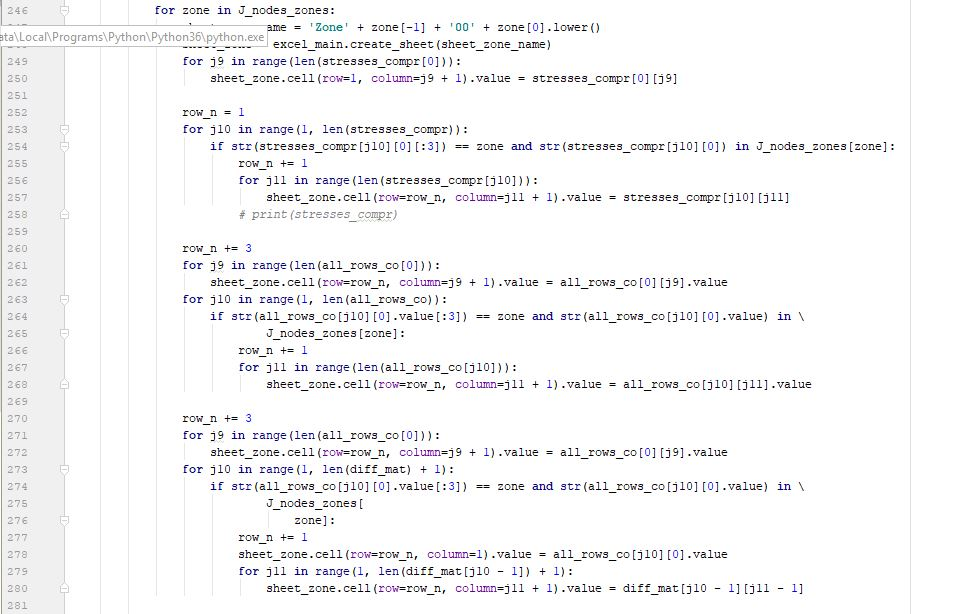 246 for zone in J_nodes_zones:
ame = 'Zone' + zone[-1] + '00' + zone[0].lower()
ata\Local\Programs\Python\Python36\python.exe
excel_main.create_sheet(sheet_zone_name)
249 for j9 in range(len(stresses_compr[0])):
250 sheet_zone.cell(row=1, column=j9 + 1).value = stresses_compr[0][j9]
251
252 row_n = 1
253 for j10 in range(1, len(stresses_compr)):
254 if str(stresses_compr[j10][0][:3]) == zone and str(stresses_compr[j10][0]) in J_nodes_zones[zone]:
255 row_n += 1
256 for j11 in range(len(stresses_compr[j10])):
257 sheet_zone.cell(row=row_n, column=j11 + 1).value = stresses_compr[j10][j11]
258 # print(stresses_compr)
259
260 row_n += 3
261 for j9 in range(len(all_rows_co[0])):
262 sheet_zone.cell(row=row_n, column=j9 + 1).value = all_rows_co[0][j9].value
263 for j10 in range(1, len(all_rows_co)):
264 if str(all_rows_co[j10][0].value[:3]) == zone and str(all_rows_co[j10][0].value) in \
265 J_nodes_zones[zone]:
266 row_n += 1
267 for j11 in range(len(all_rows_co[j10])):
268 sheet_zone.cell(row=row_n, column=j11 + 1).value = all_rows_co[j10][j11].value
269
270 row_n += 3
271 for j9 in range(len(all_rows_co[0])):
272 sheet_zone.cell(row=row_n, column=j9 + 1).value = all_rows_co[0][j9].value
273 for j10 in range(1, len(diff_mat) + 1):
274 if str(all_rows_co[j10][0].value[:3]) == zone and str(all_rows_co[j10][0].value) in \
275 J_nodes_zones[
276 zone]:
277 row_n += 1
278 sheet_zone.cell(row=row_n, column=1).value = all_rows_co[j10][0].value
279 for j11 in range(1, len(diff_mat[j10 - 1]) + 1):
280 sheet_zone.cell(row=row_n, column=j11 + 1).value = diff_mat[j10 - 1][j11 - 1]
281